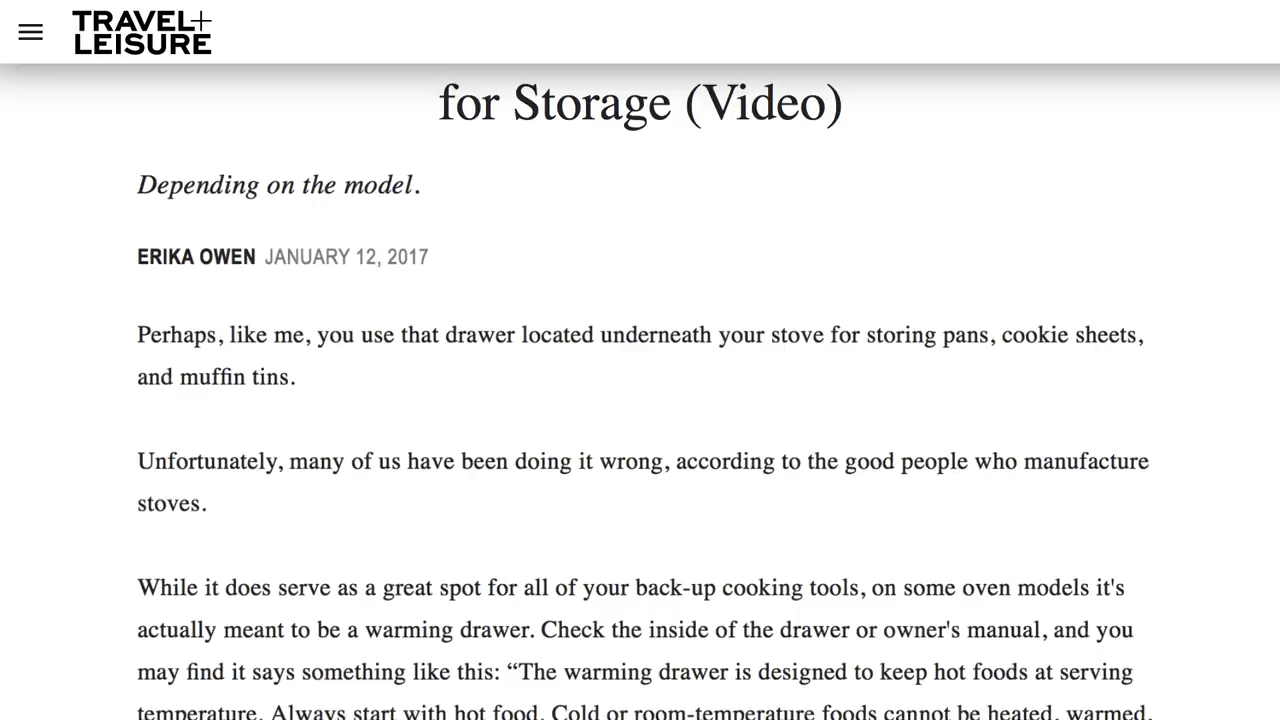 TRAVEL+
LEISURE
for Storage (Video)
Depending on the model.
ERIKA OWEN JANUARY 12, 2017
Perhaps, like me, you use that drawer located underneath your stove for storing pans, cookie sheets,
and muffin tins.
Unfortunately, many of us have been doing it wrong, according to the good people who manufacture
stoves.
While it does serve as a great spot for all of your back-up cooking tools, on some oven models it's
actually meant to be a warming drawer. Check the inside of the drawer or owner's manual, and you
may find it says something like this: “The warming drawer is designed to keep hot foods at serving
temperature. Always start with hot food. Cold or room-temperature foods cannot be heated, warmed,